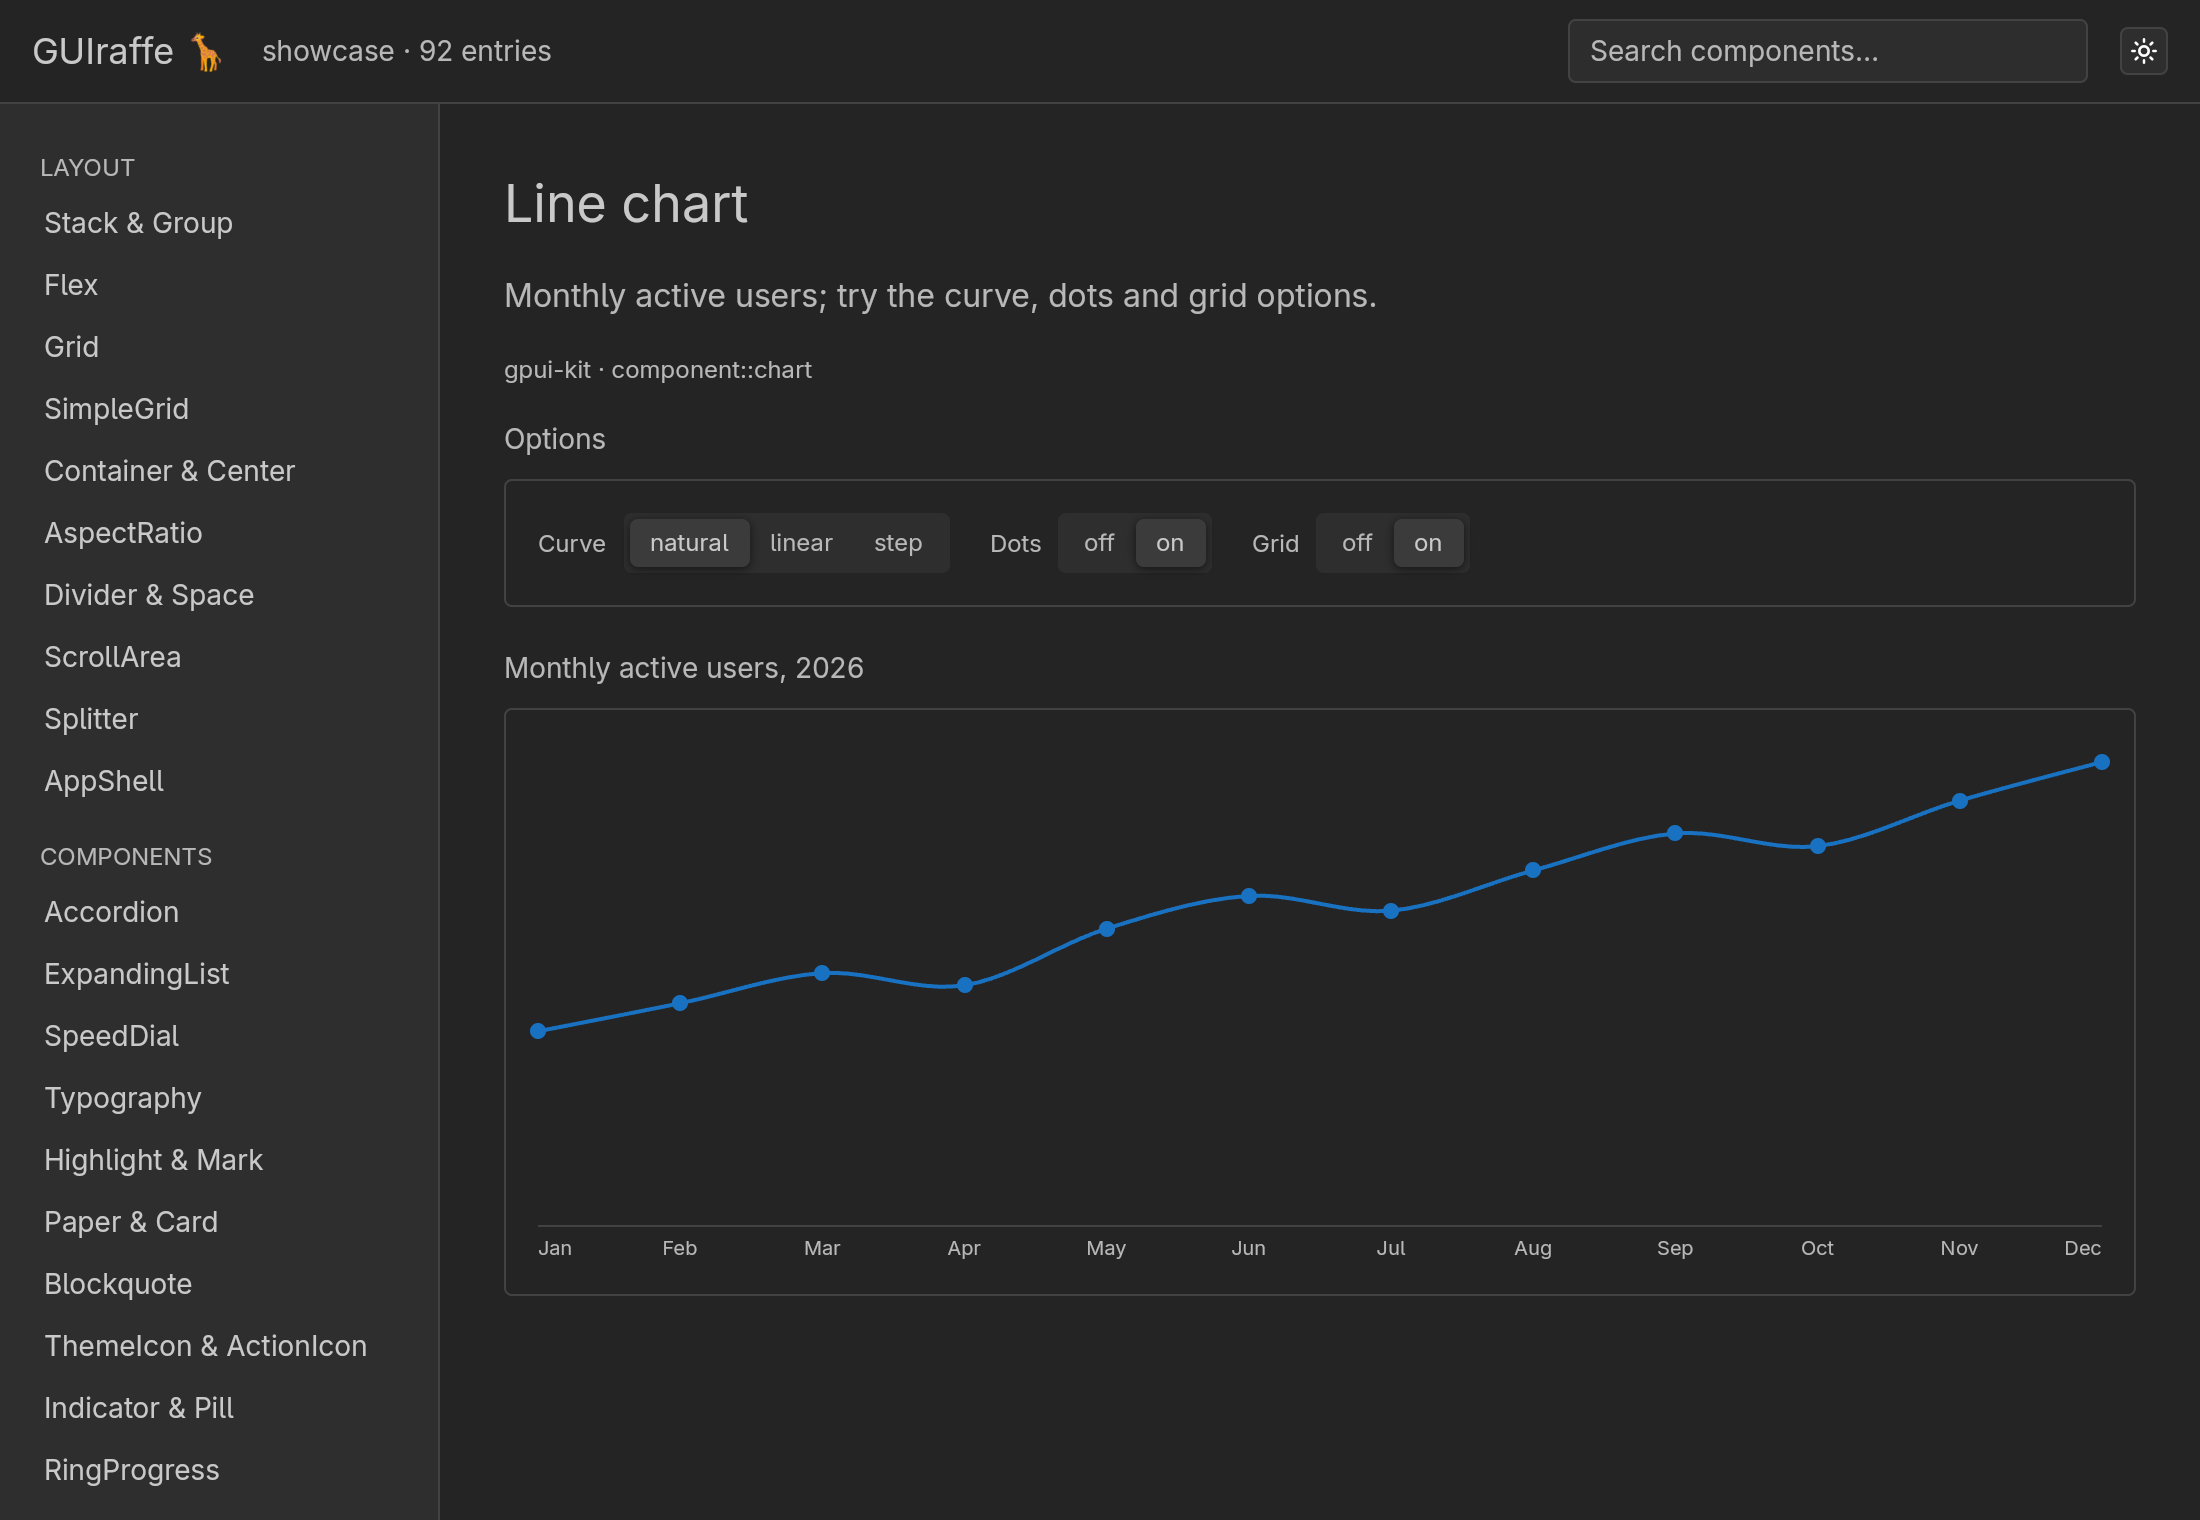 GUIraffe 🦒 showcase · 92 entries
Search components...
LAYOUT
Stack & Group
Flex
Grid
SimpleGrid
Container & Center
AspectRatio
Divider & Space
ScrollArea
Splitter
AppShell
COMPONENTS
Accordion
ExpandingList
SpeedDial
Typography
Highlight & Mark
Paper & Card
Blockquote
ThemeIcon & ActionIcon
Indicator & Pill
RingProgress
Line chart
Monthly active users; try the curve, dots and grid options.
gpui-kit · component::chart
Options
Curve natural linear step Dots off on Grid off on
Monthly active users, 2026
Jan Feb Mar Apr May Jun Jul Aug Sep Oct Nov Dec